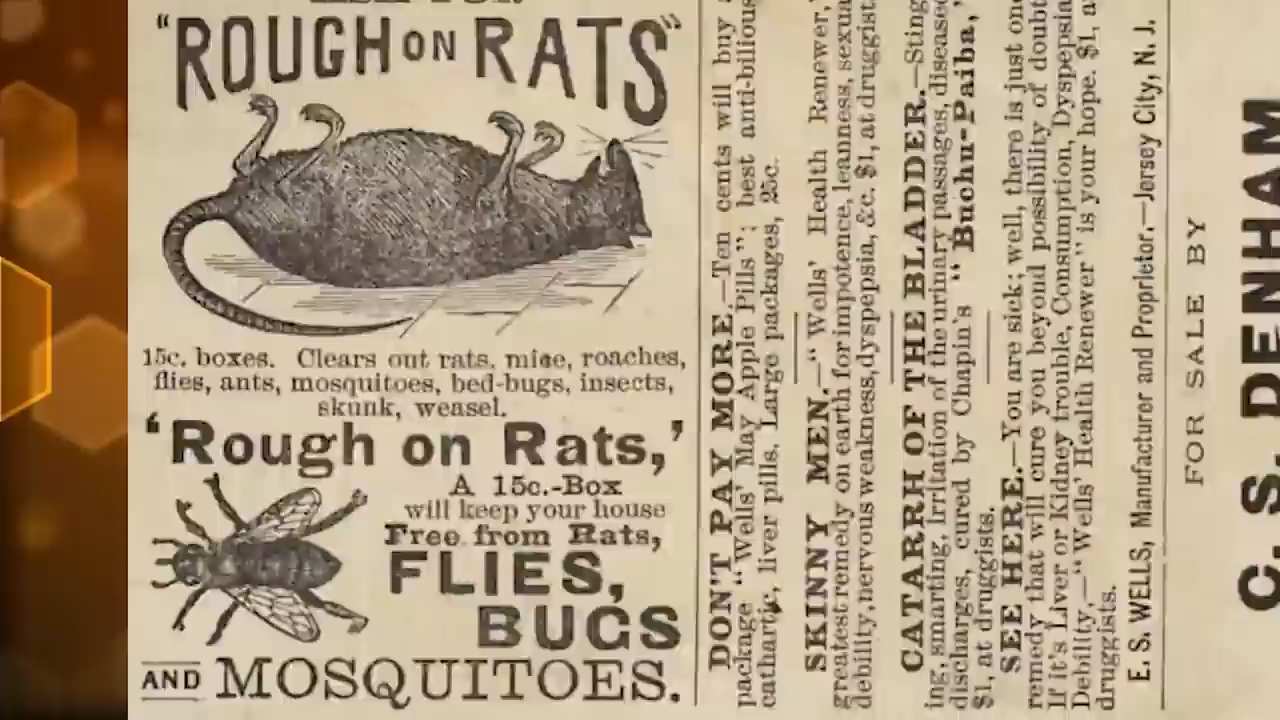 "ROUGH ON RATS"
15c. boxes. Clears out rats, mice, roaches,
flies, ants, mosquitoes, bed-bugs, insects,
skunk, weasel.
'Rough on Rats,'
A 15c.-Box
will keep your house
Free from Rats,
FLIES,
BUGS
AND MOSQUITOES.
DON'T PAY MORE.—Ten cents will buy a
package "Wells' May Apple Pills"; best anti-bilious
cathartic, liver pills. Large packages, 25c.
SKINNY MEN.—"Wells' Health Renewer,"
greatest remedy on earth for impotence, leanness, sexual
debility, nervous weakness, dyspepsia, &c. $1, at druggist
CATARRH OF THE BLADDER.—Sting-
ing, smarting, irritation of the urinary passages, diseased
discharges, cured by Chapin's "Buchu-Paiba,"
$1, at druggists.
SEE HERE.—You are sick; well, there is just one
remedy that will cure you beyond possibility of doubt
If it's Liver or Kidney trouble, Consumption, Dyspepsia
Debility,—"Wells' Health Renewer" is your hope. $1, a
druggists.
E. S. WELLS, Manufacturer and Proprietor.—Jersey City, N. J.
FOR SALE BY
C. S. DENHAM